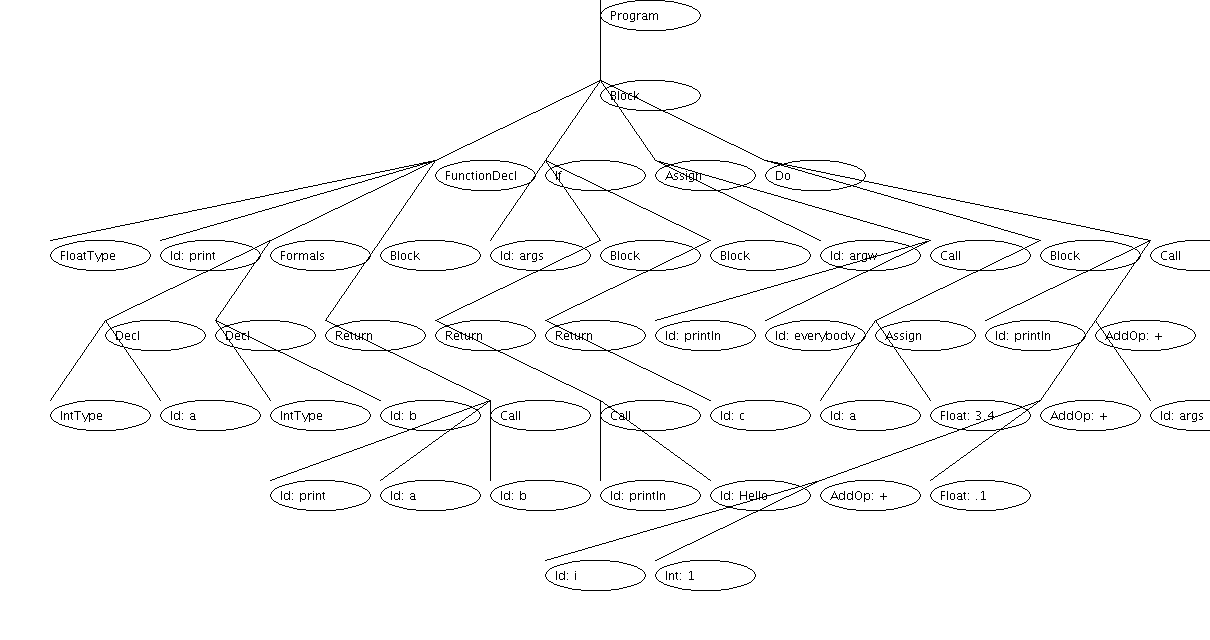 Program
Block
FunctionDecl If Assign Do
FloatType Id: print Formals Block Id: args Block Block Id: argw Call Block Call
Decl Decl Return Return Return Id: println Id: everybody Assign Id: println AddOp: +
IntType Id: a IntType Id: b Call Call Id: c Id: a Float: 3.4 AddOp: + Id: args
Id: print Id: a Id: b Id: println Id: Hello AddOp: + Float: .1
Id: i Int: 1